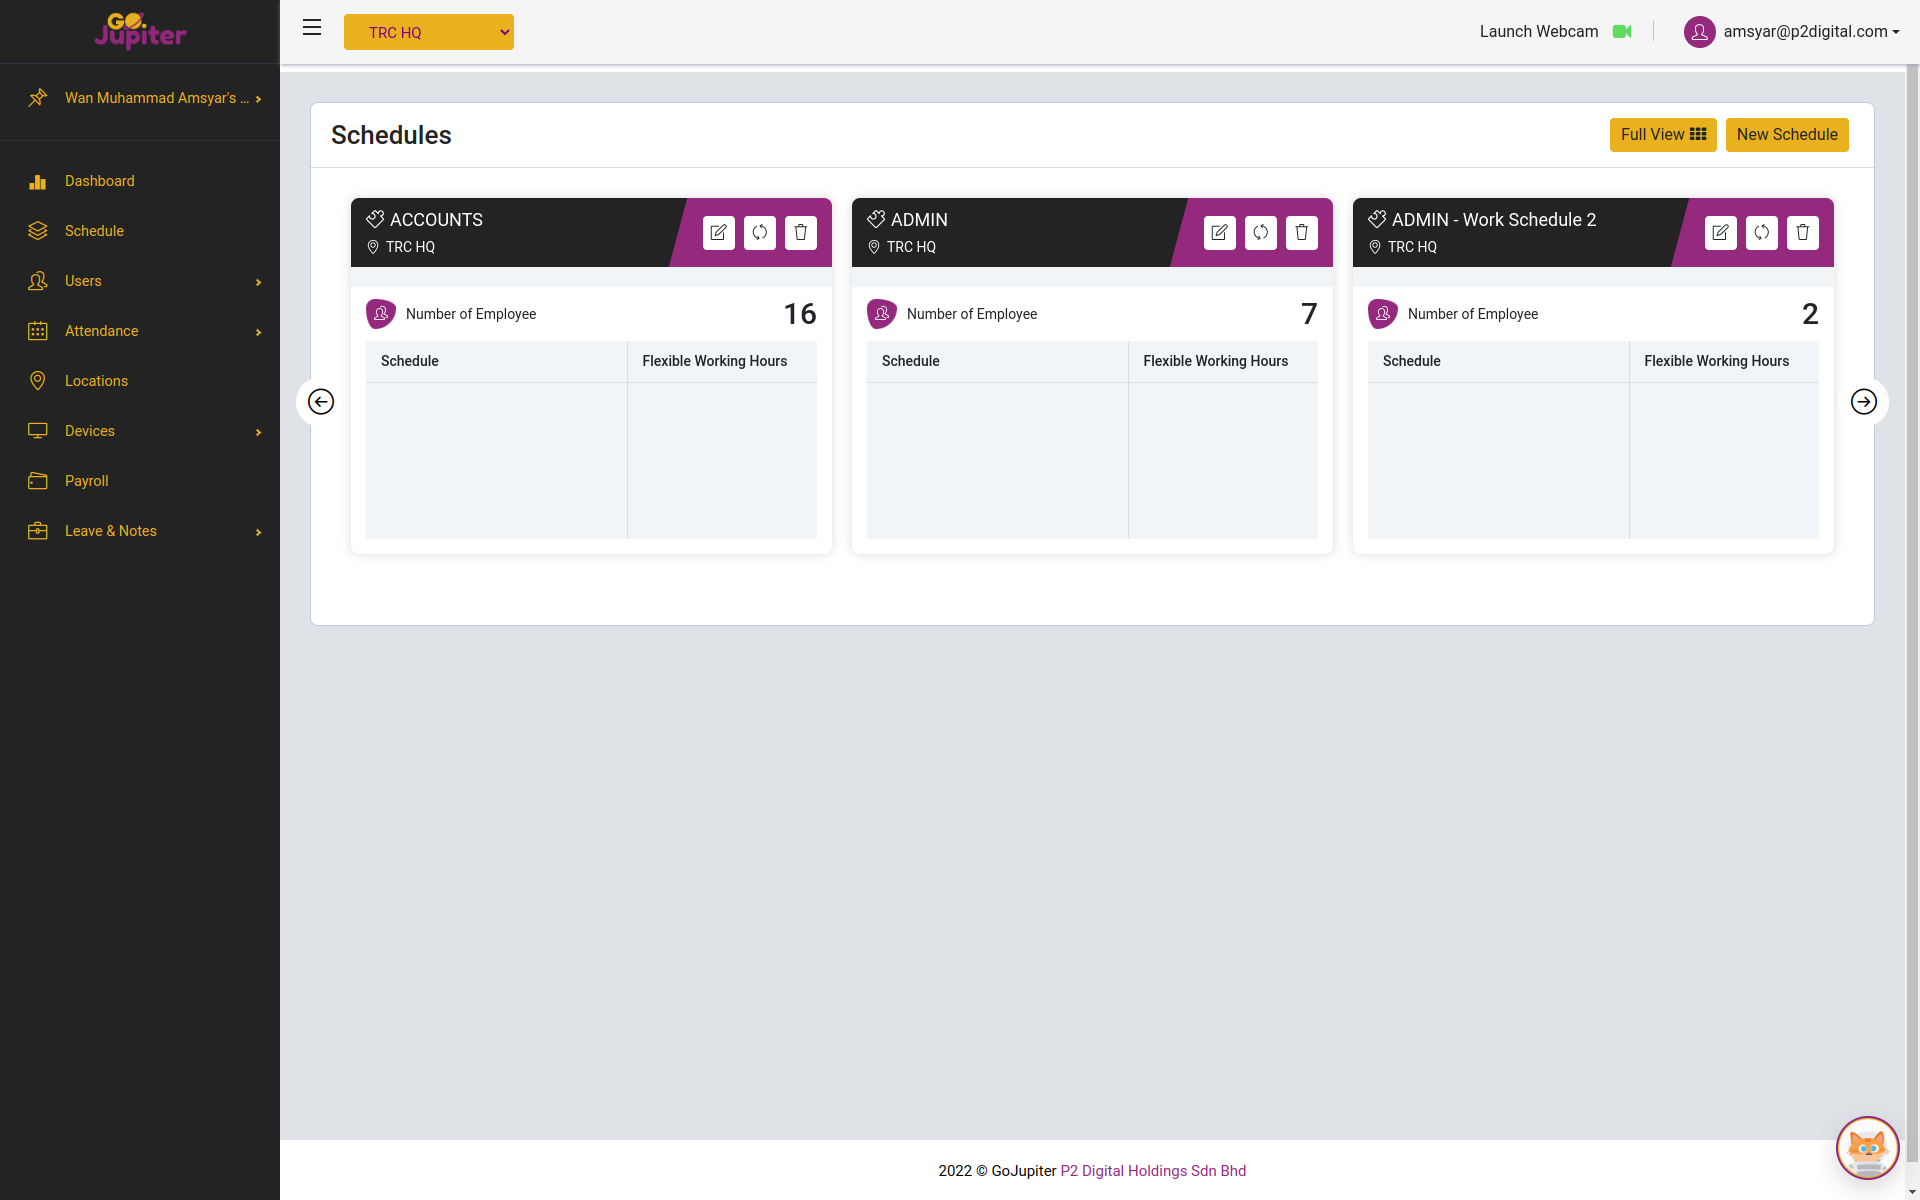 GO.
Jupiter
TRC HQ
Launch Webcam
amsyar@p2digital.com
Wan Muhammad Amsyar's ...
Dashboard
Schedule
Users
Attendance
Locations
Devices
Payroll
Leave & Notes
Schedules
Full View
New Schedule
ACCOUNTS
TRC HQ
Number of Employee
16
Schedule
Flexible Working Hours
ADMIN
TRC HQ
Number of Employee
7
Schedule
Flexible Working Hours
ADMIN - Work Schedule 2
TRC HQ
Number of Employee
2
Schedule
Flexible Working Hours
2022 © GoJupiter P2 Digital Holdings Sdn Bhd